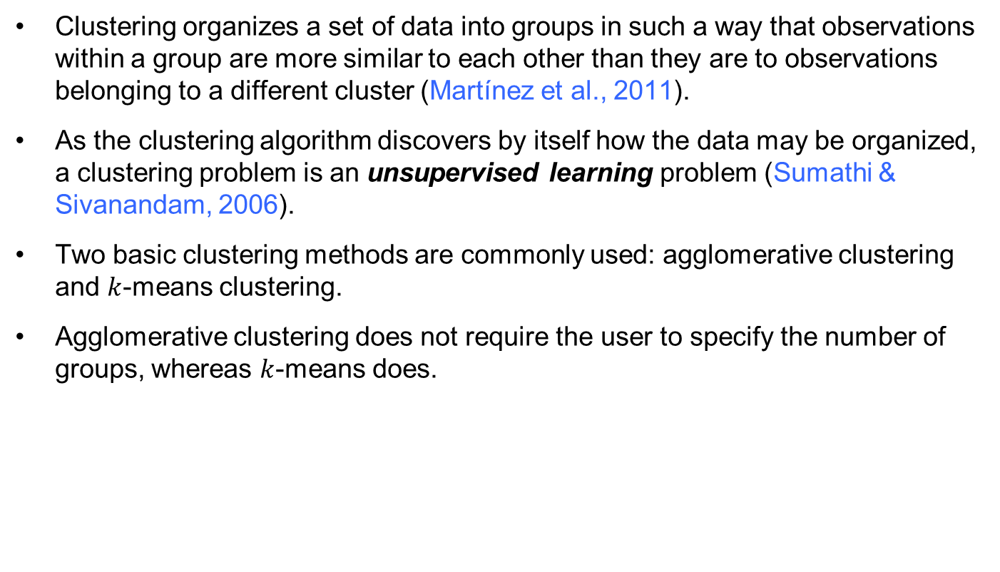 • Clustering organizes a set of data into groups in such a way that observations
within a group are more similar to each other than they are to observations
belonging to a different cluster (Martínez et al., 2011).
• As the clustering algorithm discovers by itself how the data may be organized,
a clustering problem is an unsupervised learning problem (Sumathi &
Sivanandam, 2006).
• Two basic clustering methods are commonly used: agglomerative clustering
and 𝑘-means clustering.
• Agglomerative clustering does not require the user to specify the number of
groups, whereas 𝑘-means does.